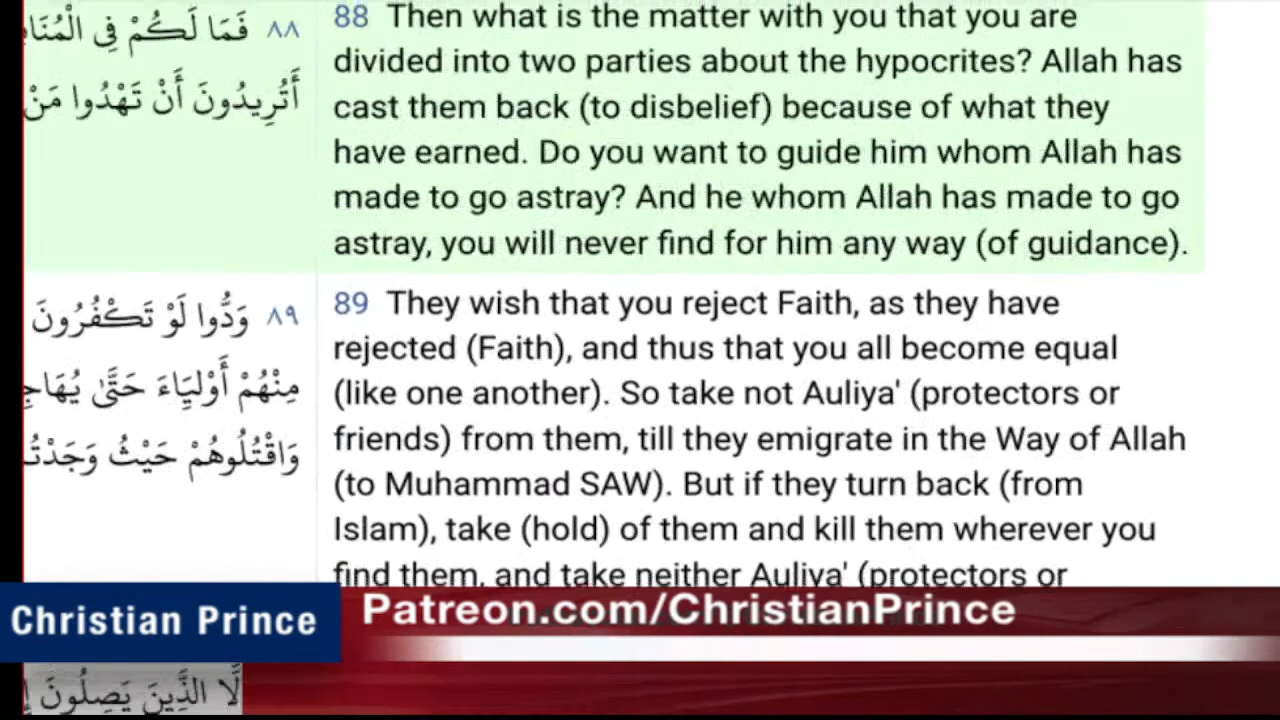 ٨٨ فَمَا لَكُمْ فِي
أَتُرِيدُونَ أَنْ تَهْدُوا مَنْ
88 Then what is the matter with you that you are
divided into two parties about the hypocrites? Allah has
cast them back (to disbelief) because of what they
have earned. Do you want to guide him whom Allah has
made to go astray? And he whom Allah has made to go
astray, you will never find for him any way (of guidance).
٨٩ وَدُّوا لَوْ تَكْفُرُونَ
مِنْهُمْ أَوْلِيَاءَ حَتَّىٰ
وَاقْتُلُوهُمْ حَيْثُ
89 They wish that you reject Faith, as they have
rejected (Faith), and thus that you all become equal
(like one another). So take not Auliya' (protectors or
friends) from them, till they emigrate in the Way of Allah
(to Muhammad SAW). But if they turn back (from
Islam), take (hold) of them and kill them wherever you
find them, and take neither Auliya' (protectors or
Christian Prince
Patreon.com/ChristianPrince
الَّذِينَ يَصِلُونَ